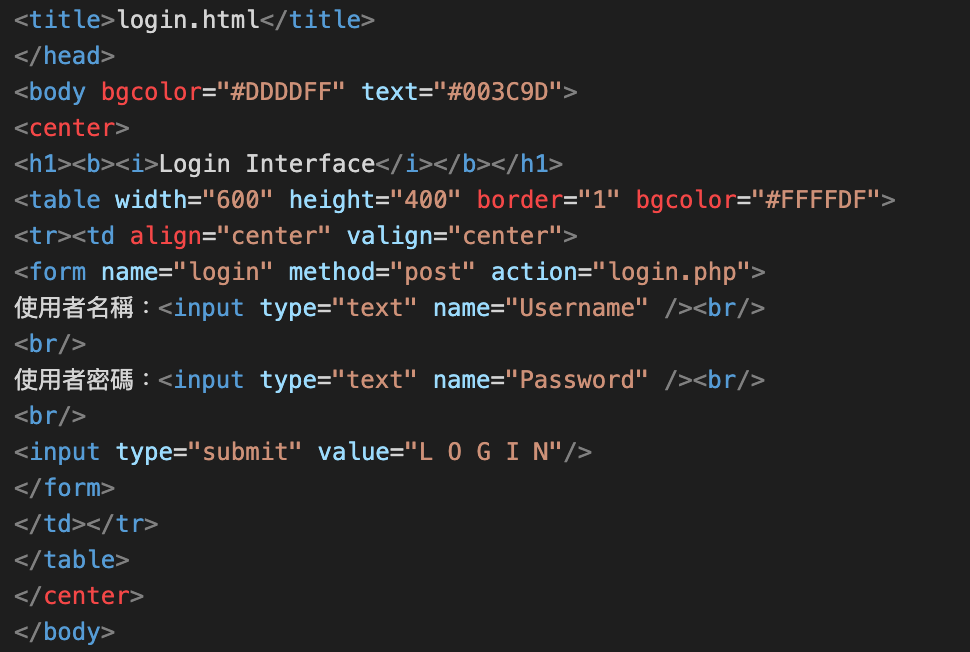 <title>login.html</title>
</head>
<body bgcolor="#DDDDFF" text="#003C9D">
<center>
<h1><b><i>Login Interface</i></b></h1>
<table width="600" height="400" border="1" bgcolor="#FFFFDF">
<tr><td align="center" valign="center">
<form name="login" method="post" action="login.php">
使用者名稱：<input type="text" name="Username" /><br/>
<br/>
使用者密碼：<input type="text" name="Password" /><br/>
<br/>
<input type="submit" value="L O G I N"/>
</form>
</td></tr>
</table>
</center>
</body>